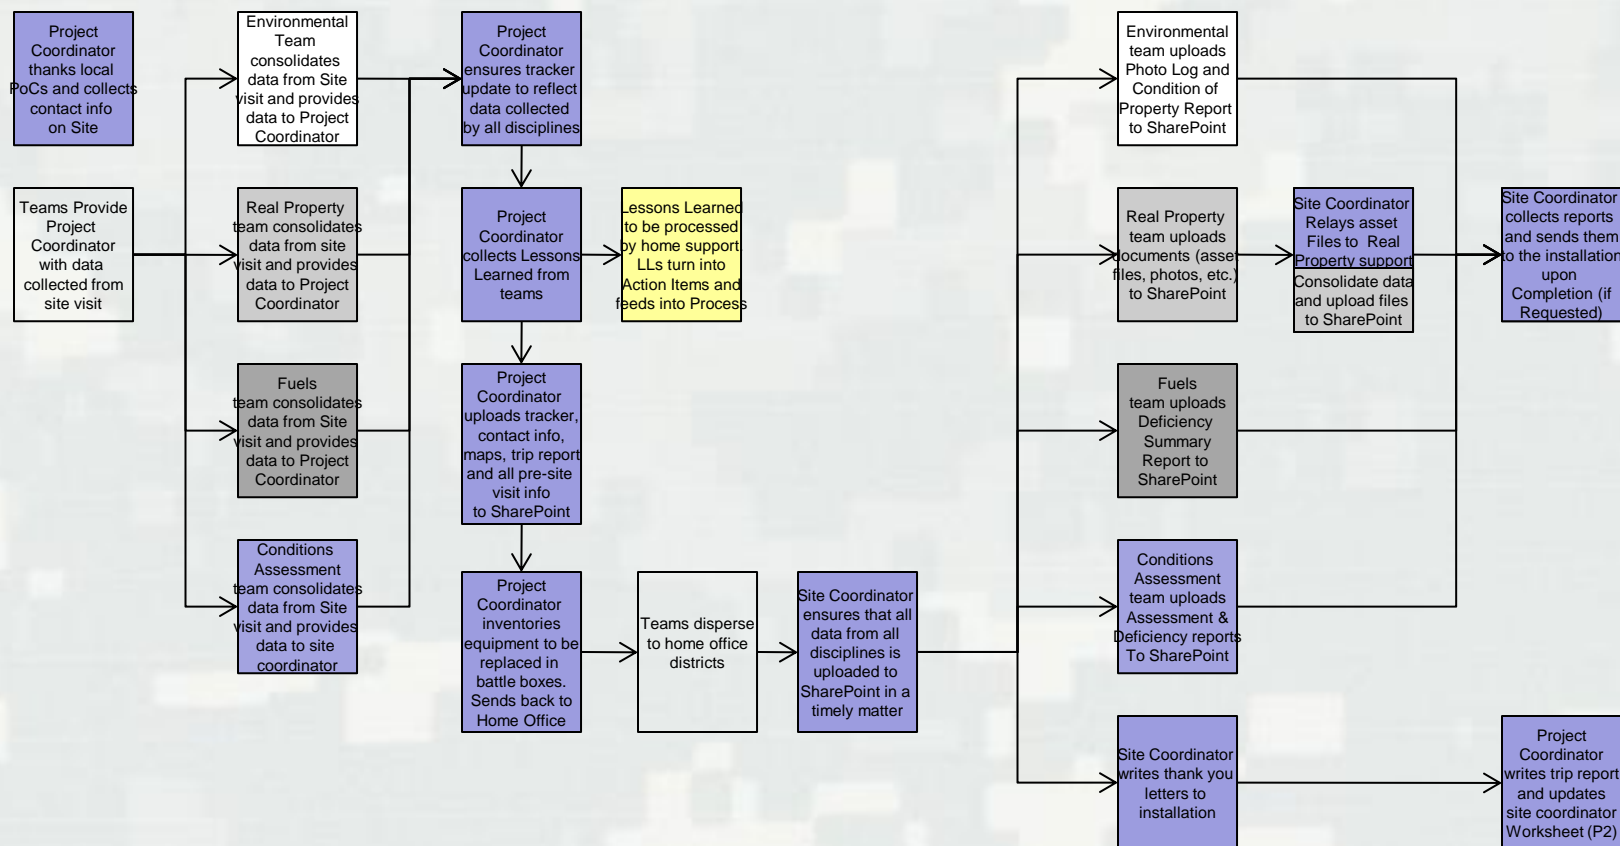 Project
Coordinator
thanks local
PoCs and collects
contact info
on Site
Environmental
Team
consolidates
data from Site
visit and provides
data to Project
Coordinator
Project
Coordinator
ensures tracker
update to reflect
data collected
by all disciplines
Environmental
team uploads
Photo Log and
Condition of
Property Report
to SharePoint
Teams Provide
Project
Coordinator
with data
collected from
site visit
Real Property
team consolidates
data from site
visit and provides
data to Project
Coordinator
Project
Coordinator
collects Lessons
Learned from
teams
Lessons Learned
to be processed
by home support.
LLs turn into
Action Items and
feeds into Process
Real Property
team uploads
documents (asset
files, photos, etc.)
to SharePoint
Site Coordinator
Relays asset
Files to Real
Property support
Consolidate data
and upload files
to SharePoint
Site Coordinator
collects reports
and sends them
to the installation
upon
Completion (if
Requested)
Fuels
team consolidates
data from Site
visit and provides
data to Project
Coordinator
Project
Coordinator
uploads tracker,
contact info,
maps, trip report
and all pre-site
visit info
to SharePoint
Fuels
team uploads
Deficiency
Summary
Report to
SharePoint
Conditions
Assessment
team consolidates
data from Site
visit and provides
data to site
coordinator
Project
Coordinator
inventories
equipment to be
replaced in
battle boxes.
Sends back to
Home Office
Teams disperse
to home office
districts
Site Coordinator
ensures that all
data from all
disciplines is
uploaded to
SharePoint in a
timely matter
Conditions
Assessment
team uploads
Assessment &
Deficiency reports
To SharePoint
Site Coordinator
writes thank you
letters to
installation
Project
Coordinator
writes trip report
and updates
site coordinator
Worksheet (P2)